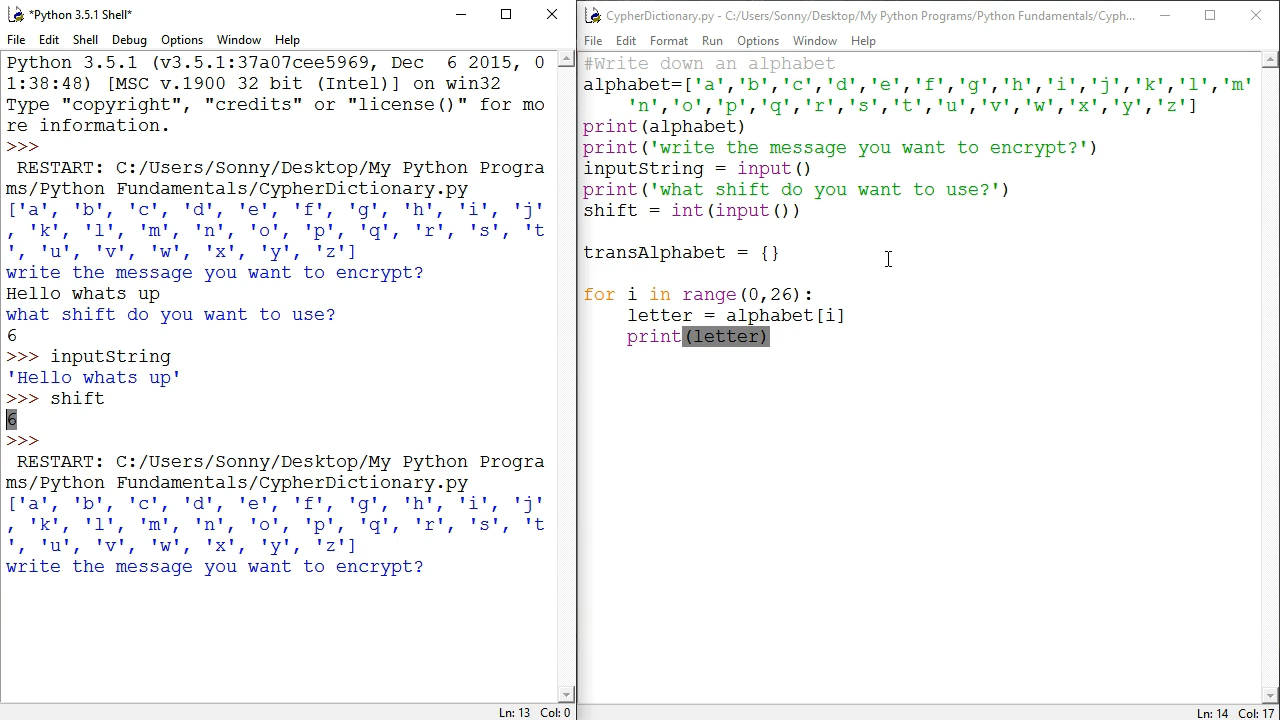 *Python 3.5.1 Shell*
File Edit Shell Debug Options Window Help
Python 3.5.1 (v3.5.1:37a07cee5969, Dec  6 2015, 0
1:38:48) [MSC v.1900 32 bit (Intel)] on win32
Type "copyright", "credits" or "license()" for mo
re information.
>>>
 RESTART: C:/Users/Sonny/Desktop/My Python Progra
ms/Python Fundamentals/CypherDictionary.py
['a', 'b', 'c', 'd', 'e', 'f', 'g', 'h', 'i', 'j'
, 'k', 'l', 'm', 'n', 'o', 'p', 'q', 'r', 's', 't
', 'u', 'v', 'w', 'x', 'y', 'z']
write the message you want to encrypt?
Hello whats up
what shift do you want to use?
6
>>> inputString
'Hello whats up'
>>> shift
6
>>>
 RESTART: C:/Users/Sonny/Desktop/My Python Progra
ms/Python Fundamentals/CypherDictionary.py
['a', 'b', 'c', 'd', 'e', 'f', 'g', 'h', 'i', 'j'
, 'k', 'l', 'm', 'n', 'o', 'p', 'q', 'r', 's', 't
', 'u', 'v', 'w', 'x', 'y', 'z']
write the message you want to encrypt?
Ln: 13 Col: 0
CypherDictionary.py - C:/Users/Sonny/Desktop/My Python Programs/Python Fundamentals/Cyph...
File Edit Format Run Options Window Help
#Write down an alphabet
alphabet=['a','b','c','d','e','f','g','h','i','j','k','l','m'
    'n','o','p','q','r','s','t','u','v','w','x','y','z']
print(alphabet)
print('write the message you want to encrypt?')
inputString = input()
print('what shift do you want to use?')
shift = int(input())
transAlphabet = {}
for i in range(0,26):
    letter = alphabet[i]
    print(letter)
Ln: 14 Col: 17